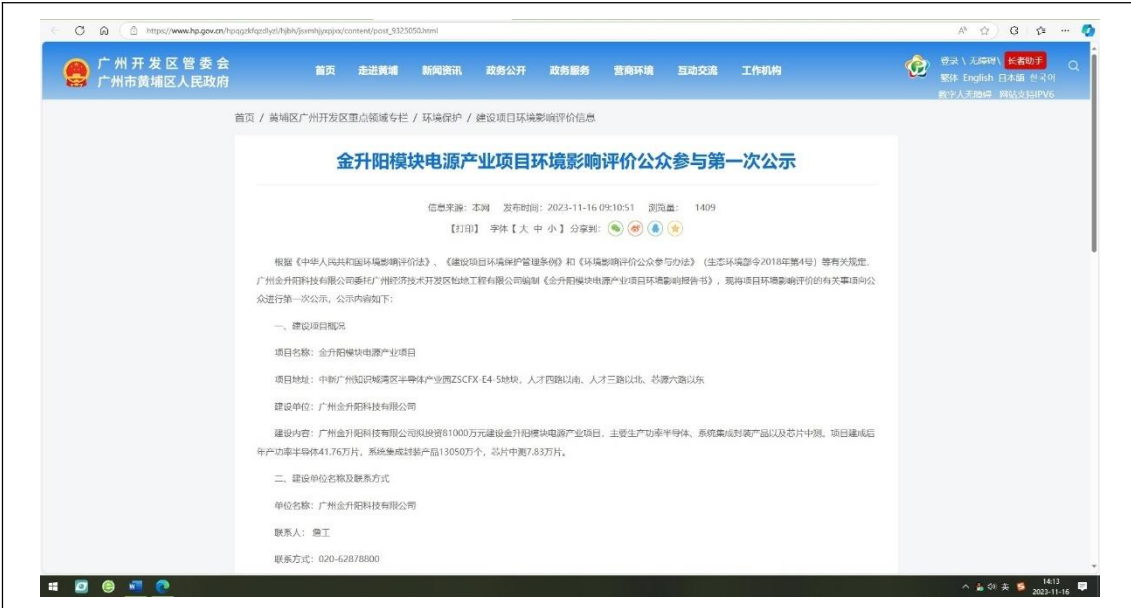 https://www.hp.gov.cn/hpqgzkfqzdlyzl/hjbh/jsxmhjyxpjxx/content/post_9325050.html
广州开发区管委会
广州市黄埔区人民政府
首页 走进黄埔 新闻资讯 政务公开 政务服务 营商环境 互动交流 工作机构
登录 \ 无障碍 \ 长者助手
繁体 English 日本語 한국어
数字人无障碍 网站支持IPV6
首页 / 黄埔区广州开发区重点领域专栏 / 环境保护 / 建设项目环境影响评价信息
金升阳模块电源产业项目环境影响评价公众参与第一次公示
信息来源：本网 发布时间：2023-11-16 09:10:51 浏览量： 1409
【打印】 字体【 大 中 小 】 分享到：
根据《中华人民共和国环境影响评价法》、《建设项目环境保护管理条例》和《环境影响评价公众参与办法》（生态环境部令2018年第4号）等有关规定，
广州金升阳科技有限公司委托广州经济技术开发区怡地工程有限公司编制《金升阳模块电源产业项目环境影响报告书》，现将项目环境影响评价的有关事项向公
众进行第一次公示，公示内容如下：
一、建设项目概况
项目名称：金升阳模块电源产业项目
项目地址：中新广州知识城湾区半导体产业园ZSCFX-E4-5地块，人才四路以南、人才三路以北、芯源六路以东
建设单位：广州金升阳科技有限公司
建设内容：广州金升阳科技有限公司拟投资81000万元建设金升阳模块电源产业项目，主要生产功率半导体、系统集成封装产品以及芯片中测。项目建成后
年产功率半导体41.76万片，系统集成封装产品13050万个，芯片中测7.83万片。
二、建设单位名称及联系方式
单位名称：广州金升阳科技有限公司
联系人：詹工
联系方式：020-62878800
英
14:13
2023-11-16